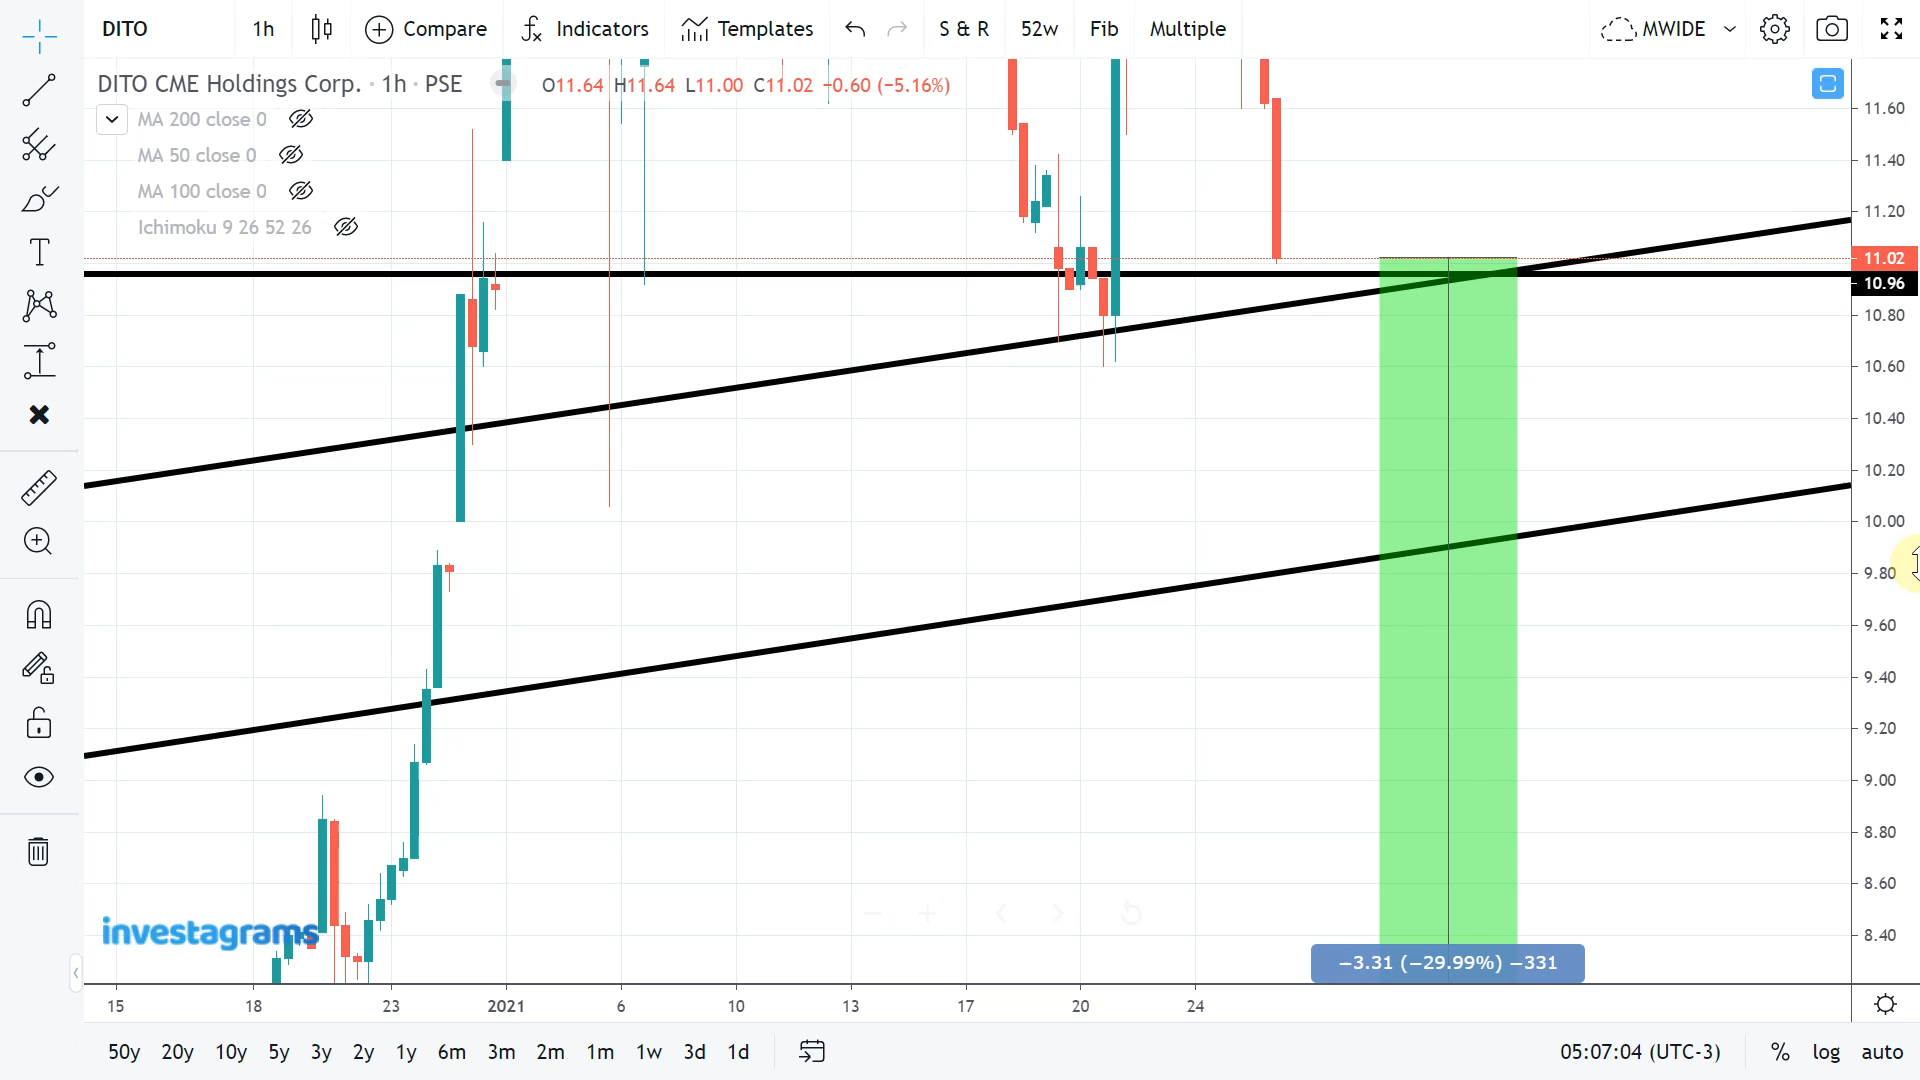 DITO 1h Compare Indicators Templates S & R 52w Fib Multiple MWIDE
DITO CME Holdings Corp. · 1h · PSE O11.64 H11.64 L11.00 C11.02 −0.60 (−5.16%)
MA 200 close 0
MA 50 close 0
MA 100 close 0
Ichimoku 9 26 52 26
11.60
11.40
11.20
11.02
10.96
10.80
10.60
10.40
10.20
10.00
9.80
9.60
9.40
9.20
9.00
8.80
8.60
8.40
investagrams
−3.31 (−29.99%) −331
15 18 23 2021 6 10 13 17 20 24
50y 20y 10y 5y 3y 2y 1y 6m 3m 2m 1m 1w 3d 1d 05:07:04 (UTC-3) % log auto